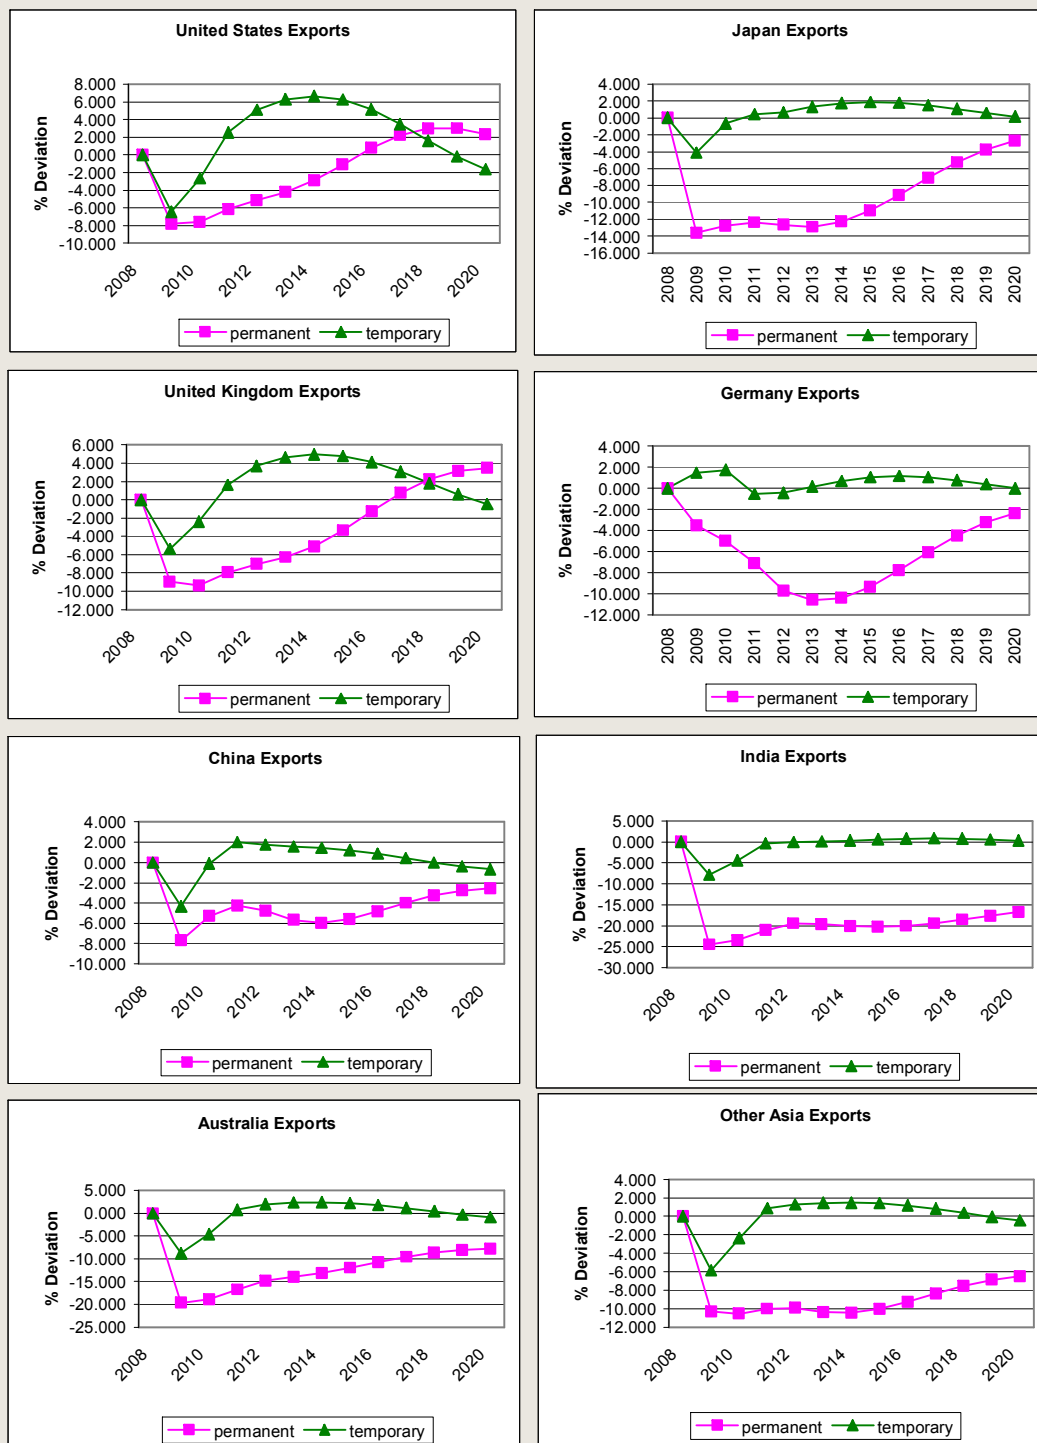 United States Exports
% Deviation
8.000
6.000
4.000
2.000
0.000
-2.000
-4.000
-6.000
-8.000
-10.000
2008 2010 2012 2014 2016 2018 2020
permanent temporary
Japan Exports
% Deviation
4.000
2.000
0.000
-2.000
-4.000
-6.000
-8.000
-10.000
-12.000
-14.000
-16.000
2008 2009 2010 2011 2012 2013 2014 2015 2016 2017 2018 2019 2020
permanent temporary
United Kingdom Exports
% Deviation
6.000
4.000
2.000
0.000
-2.000
-4.000
-6.000
-8.000
-10.000
-12.000
2008 2010 2012 2014 2016 2018 2020
permanent temporary
Germany Exports
% Deviation
4.000
2.000
0.000
-2.000
-4.000
-6.000
-8.000
-10.000
-12.000
2008 2009 2010 2011 2012 2013 2014 2015 2016 2017 2018 2019 2020
permanent temporary
China Exports
% Deviation
4.000
2.000
0.000
-2.000
-4.000
-6.000
-8.000
-10.000
2008 2010 2012 2014 2016 2018 2020
permanent temporary
India Exports
% Deviation
5.000
0.000
-5.000
-10.000
-15.000
-20.000
-25.000
-30.000
2008 2010 2012 2014 2016 2018 2020
permanent temporary
Australia Exports
% Deviation
5.000
0.000
-5.000
-10.000
-15.000
-20.000
-25.000
2008 2010 2012 2014 2016 2018 2020
permanent temporary
Other Asia Exports
% Deviation
4.000
2.000
0.000
-2.000
-4.000
-6.000
-8.000
-10.000
-12.000
2008 2010 2012 2014 2016 2018 2020
permanent temporary